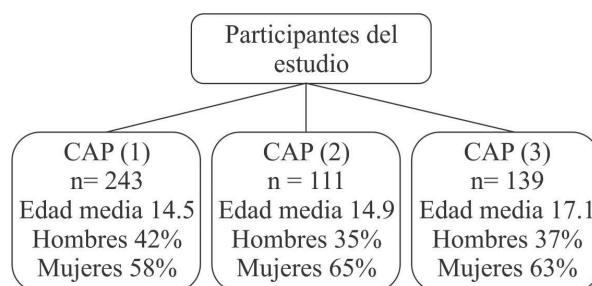 Participantes del
estudio
CAP (1)
n= 243
Edad media 14.5
Hombres 42%
Mujeres 58%
CAP (2)
n = 111
Edad media 14.9
Hombres 35%
Mujeres 65%
CAP (3)
n= 139
Edad media 17.1
Hombres 37%
Mujeres 63%